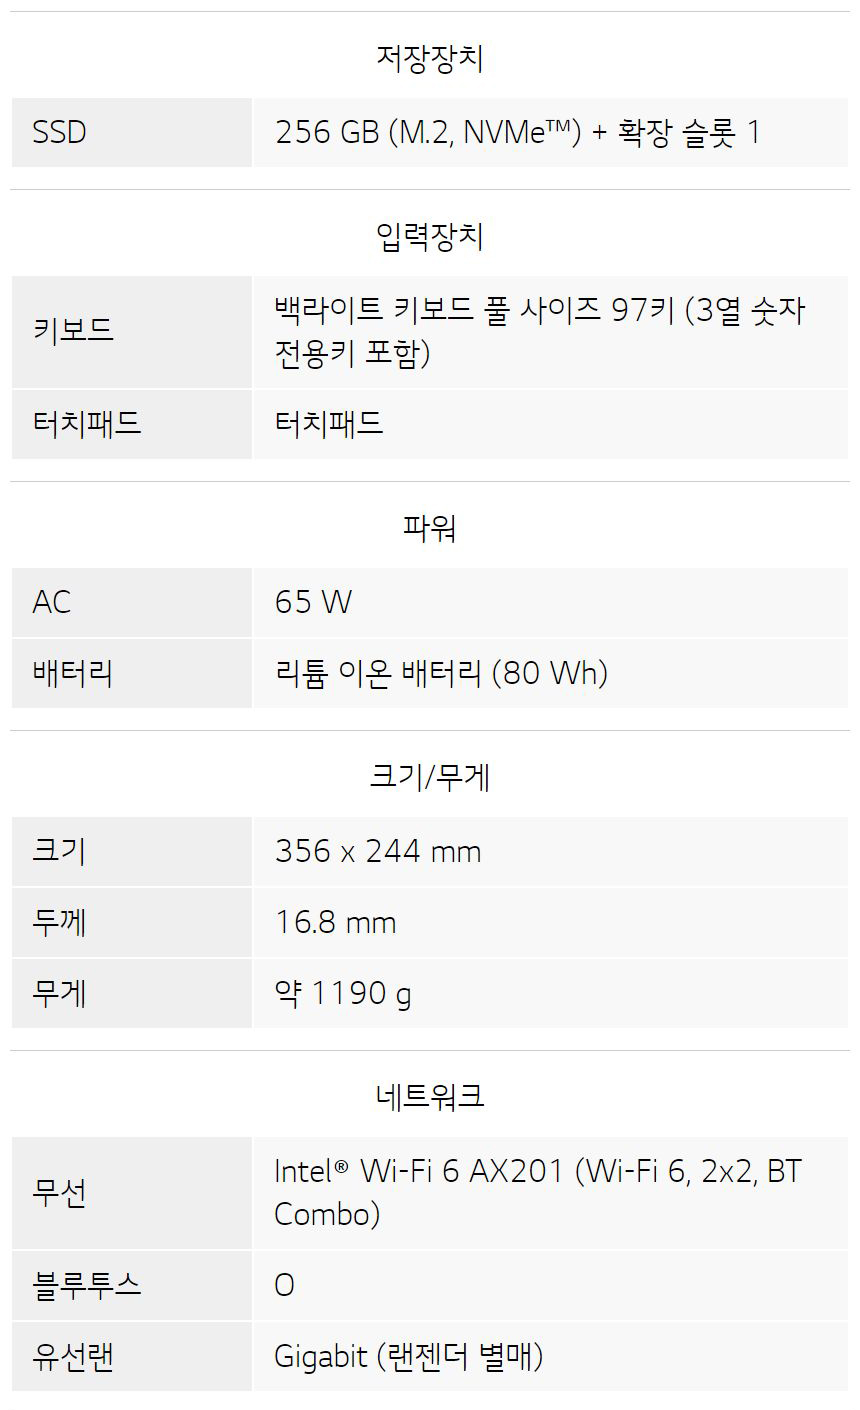 저장장치
SSD
256 GB (M.2, NVMe™) + 확장 슬롯 1
입력장치
키보드
백라이트 키보드 풀 사이즈 97키 (3열 숫자
전용키 포함)
터치패드
터치패드
파워
AC
65 W
배터리
리튬 이온 배터리 (80 Wh)
크기/무게
크기
356 x 244 mm
두께
16.8 mm
무게
약 1190 g
네트워크
무선
Intel® Wi-Fi 6 AX201 (Wi-Fi 6, 2x2, BT
Combo)
블루투스
O
유선랜
Gigabit (랜젠더 별매)